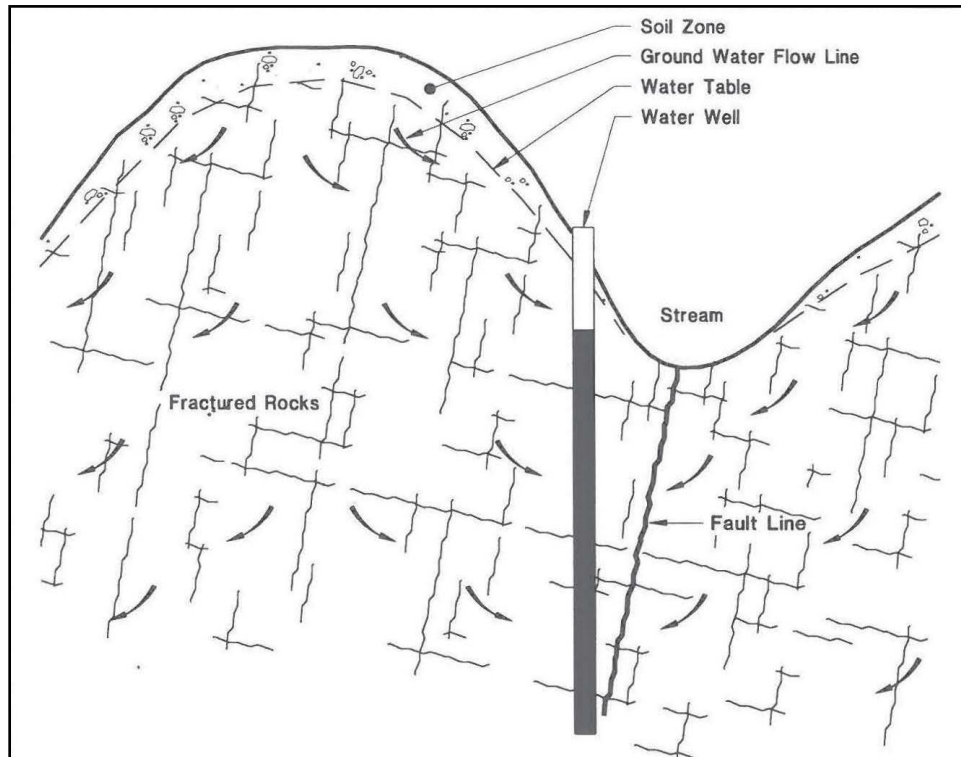 Soil Zone
Ground Water Flow Line
Water Table
Water Well
Stream
Fractured Rocks
Fault Line